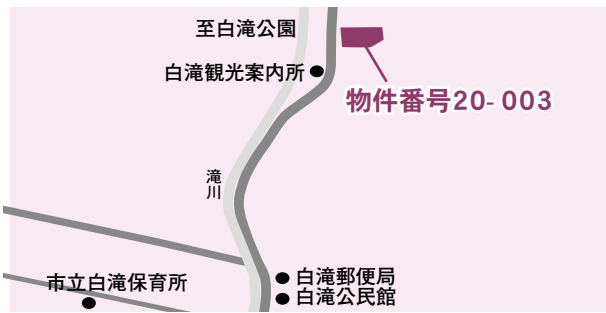 至白滝公園
白滝観光案内所
物件番号20-003
滝川
市立白滝保育所
白滝郵便局
白滝公民館